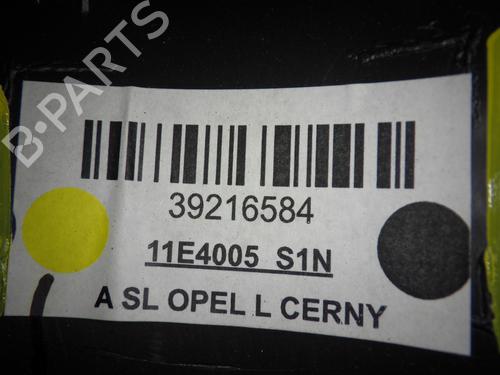 B-PARTS
39216584
11E4005 S1N
A SL OPEL L CERNY